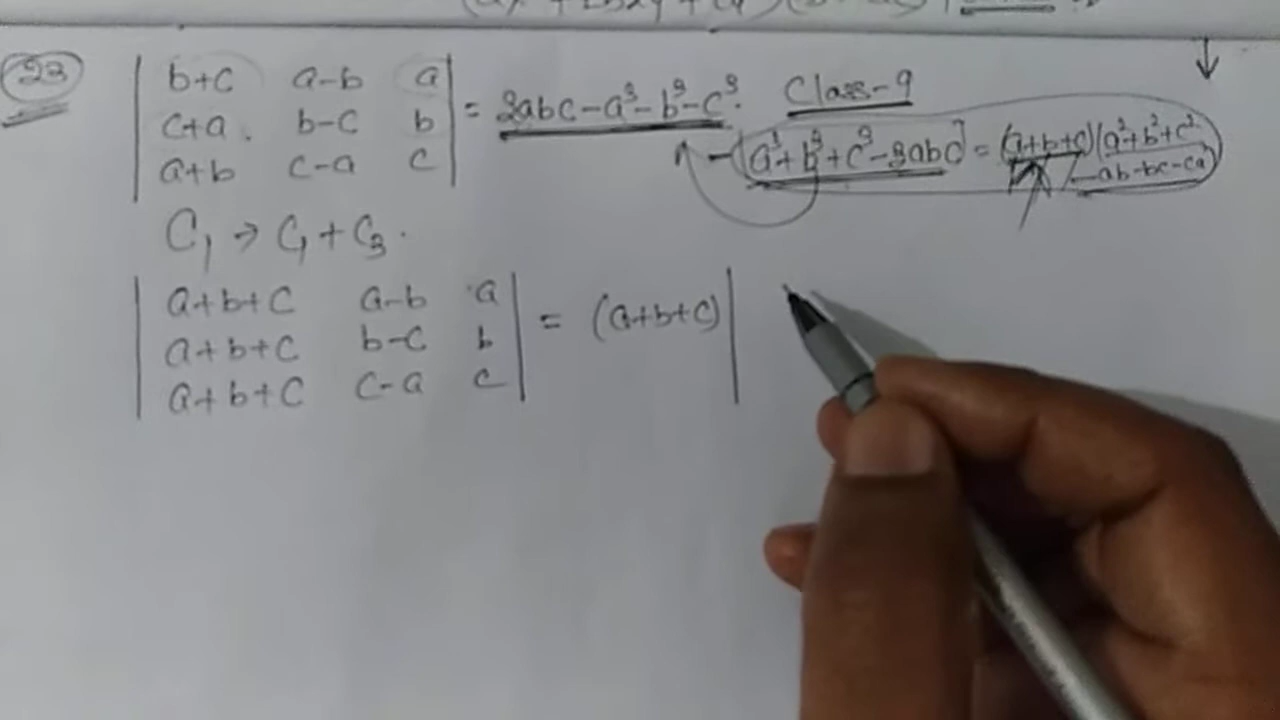 23 | b+c a-b a | = 3abc-a³-b³-c³. Class-9
| c+a. b-c b | -[a³+b³+c³-3abc] = (a+b+c)(a²+b²+c²
| a+b c-a c | -ab-bc-ca)
C₁ → C₁ + C₃.
| a+b+c a-b a |
| a+b+c b-c b | = (a+b+c) |
| a+b+c c-a c |